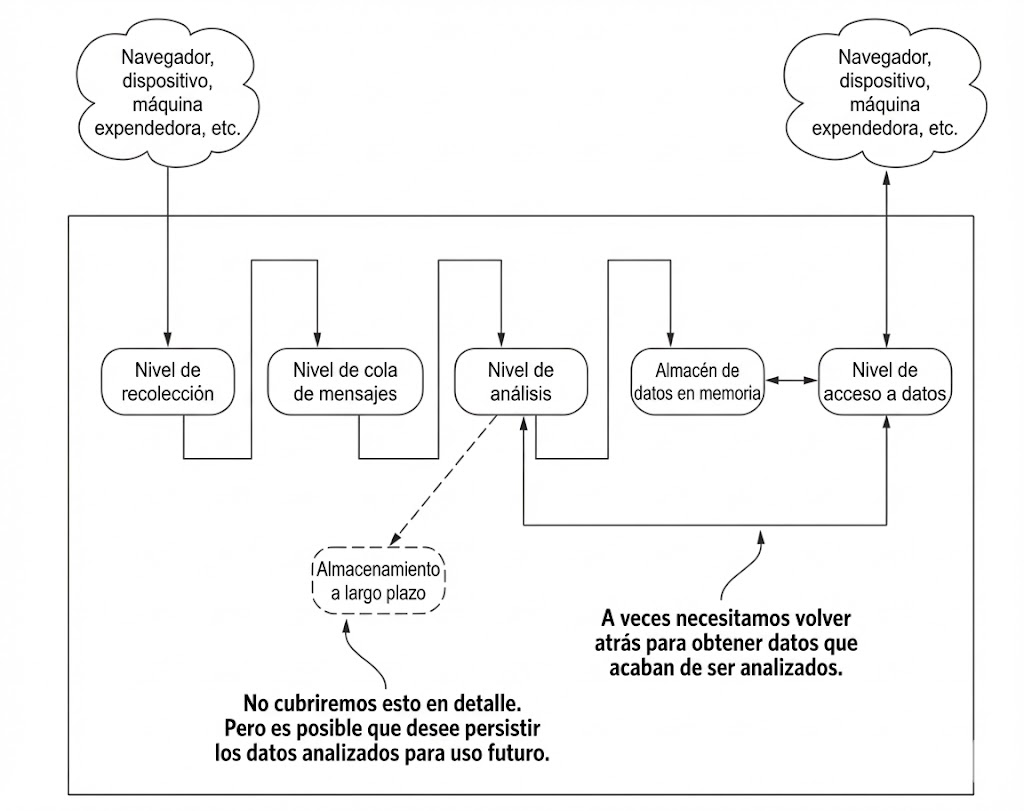 Navegador,
dispositivo,
máquina
expendedora, etc.
Navegador,
dispositivo,
máquina
expendedora, etc.
Nivel de
recolección
Nivel de cola
de mensajes
Nivel de
análisis
Almacén de
datos en memoria
Nivel de
acceso a datos
Almacenamiento
a largo plazo
A veces necesitamos volver
atrás para obtener datos que
acaban de ser analizados.
No cubriremos esto en detalle.
Pero es posible que desee persistir
los datos analizados para uso futuro.